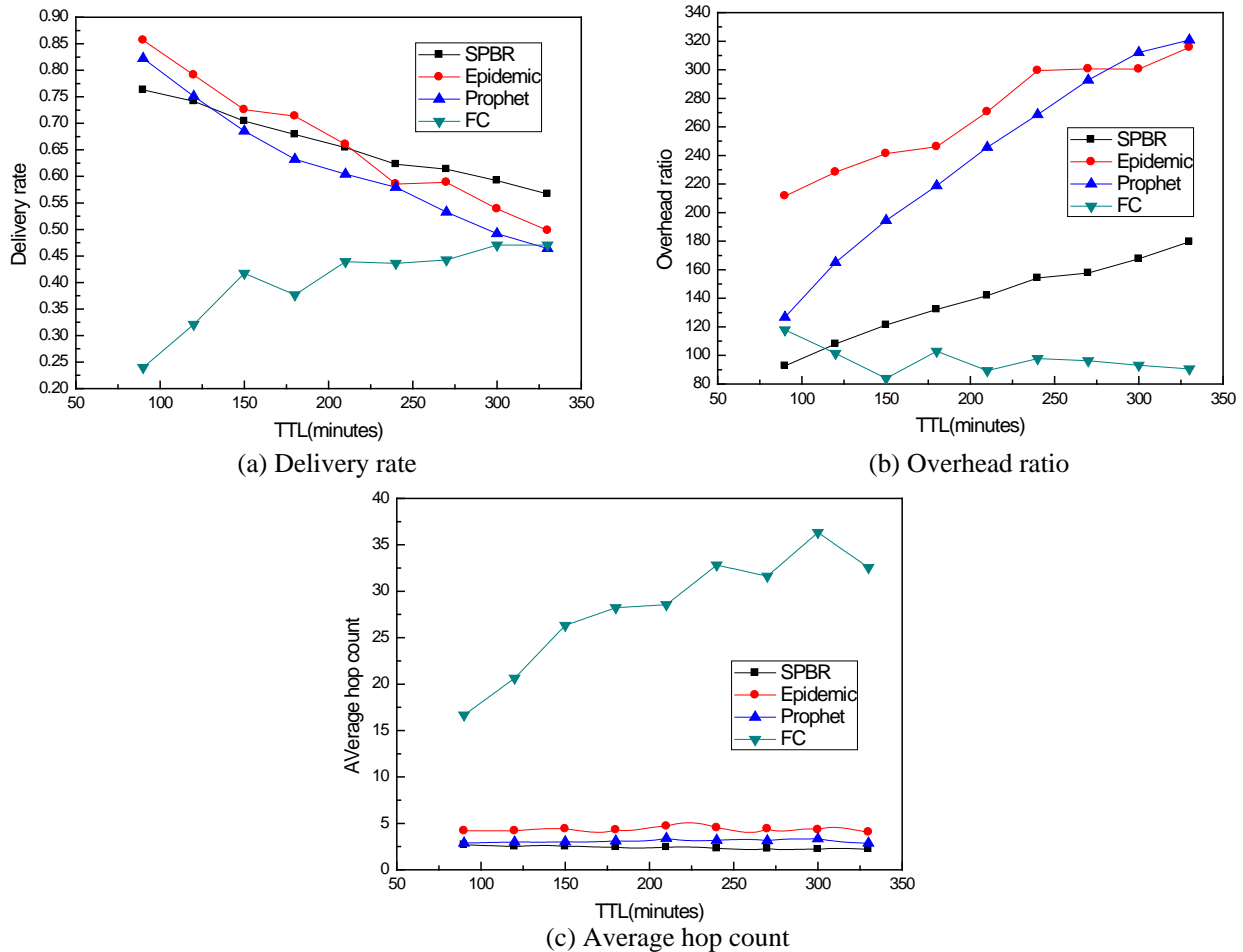 0.90
0.85
0.80
0.75
0.70
0.65
0.60
0.55
0.50
0.45
0.40
0.35
0.30
0.25
0.20
Delivery rate
SPBR
Epidemic
Prophet
FC
50 100 150 200 250 300 350
TTL(minutes)
(a) Delivery rate
320
300
280
260
240
220
200
180
160
140
120
100
80
Overhead ratio
SPBR
Epidemic
Prophet
FC
50 100 150 200 250 300 350
TTL(minutes)
(b) Overhead ratio
40
35
30
25
20
15
10
5
0
AVerage hop count
SPBR
Epidemic
Prophet
FC
50 100 150 200 250 300 350
TTL(minutes)
(c) Average hop count